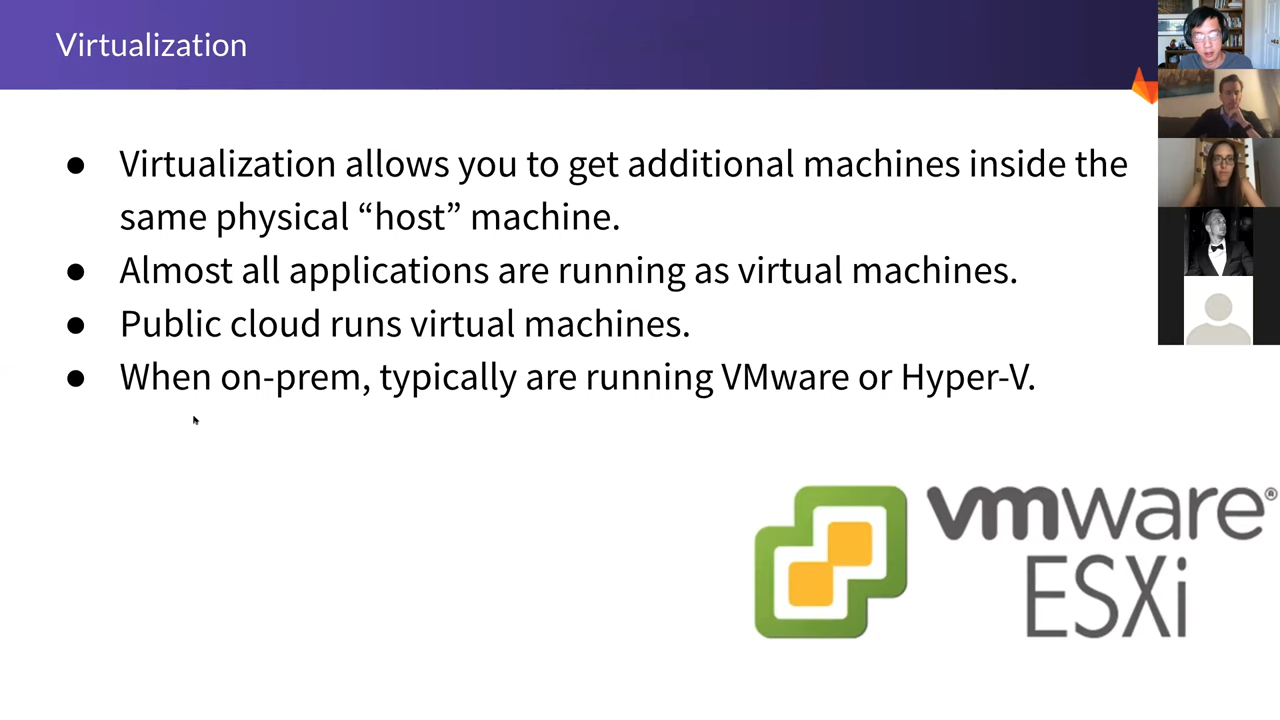 Virtualization
● Virtualization allows you to get additional machines inside the
same physical “host” machine.
● Almost all applications are running as virtual machines.
● Public cloud runs virtual machines.
● When on-prem, typically are running VMware or Hyper-V.
vmware®
ESXi